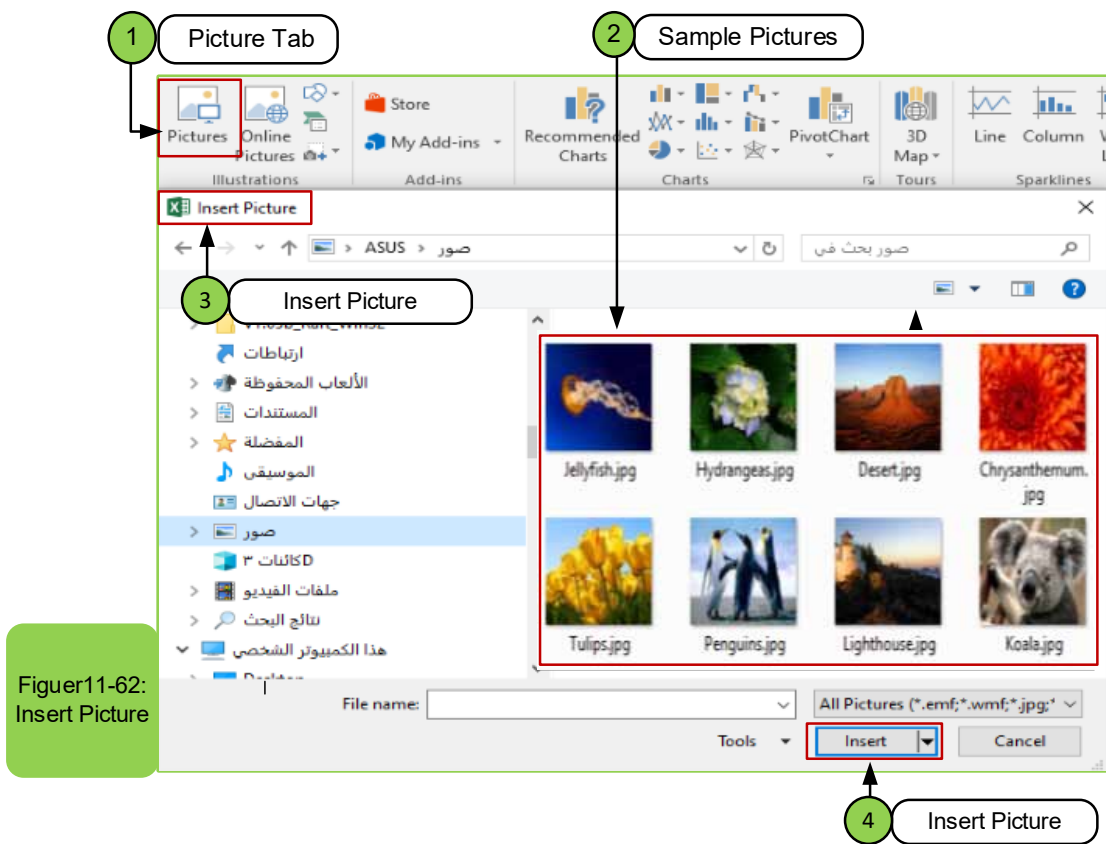 1 Picture Tab
2 Sample Pictures
Pictures
Online Pictures
Illustrations
Store
My Add-ins
Add-ins
Recommended Charts
PivotChart
Charts
3D Map
Tours
Line
Column
Sparklines
Insert Picture
صور
ASUS
صور بحث في
3 Insert Picture
ارتباطات
الألعاب المحفوظة
المستندات
المفضلة
الموسيقى
جهات الاتصال
صور
كائنات ٣D
ملفات الفيديو
نتائج البحث
هذا الكمبيوتر الشخصي
Desktop
Jellyfish.jpg
Hydrangeas.jpg
Desert.jpg
Chrysanthemum.
jpg
Tulips.jpg
Penguins.jpg
Lighthouse.jpg
Koala.jpg
Figuer11-62:
Insert Picture
File name:
All Pictures (*.emf;*.wmf;*.jpg;*
Tools
Insert
Cancel
4 Insert Picture